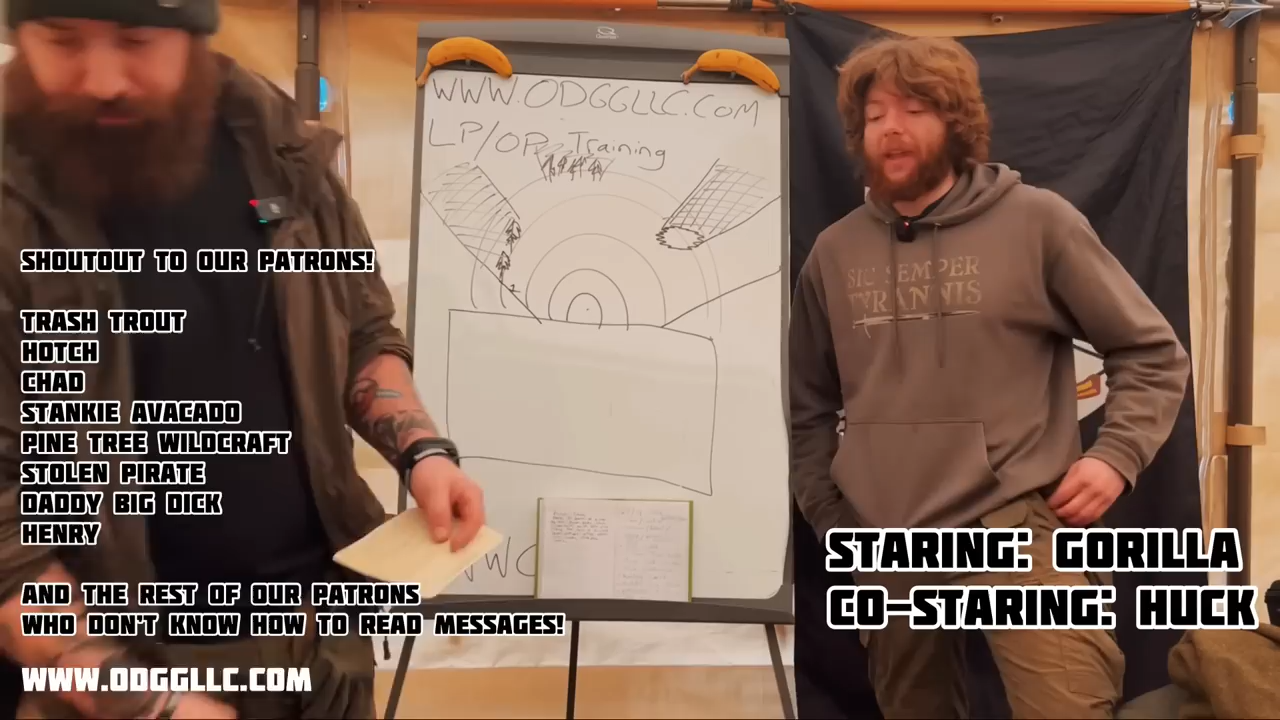 WWW.ODGGLLC.COM
LP/OP Training
SIC SEMPER
TYRANNIS
SHOUTOUT TO OUR PATRONS!
TRASH TROUT
HOTCH
CHAD
STANKIE AVACADO
PINE TREE WILDCRAFT
STOLEN PIRATE
DADDY BIG DICK
HENRY
AND THE REST OF OUR PATRONS
WHO DON'T KNOW HOW TO READ MESSAGES!
WWW.ODGGLLC.COM
STARING: GORILLA
CO-STARING: HUCK